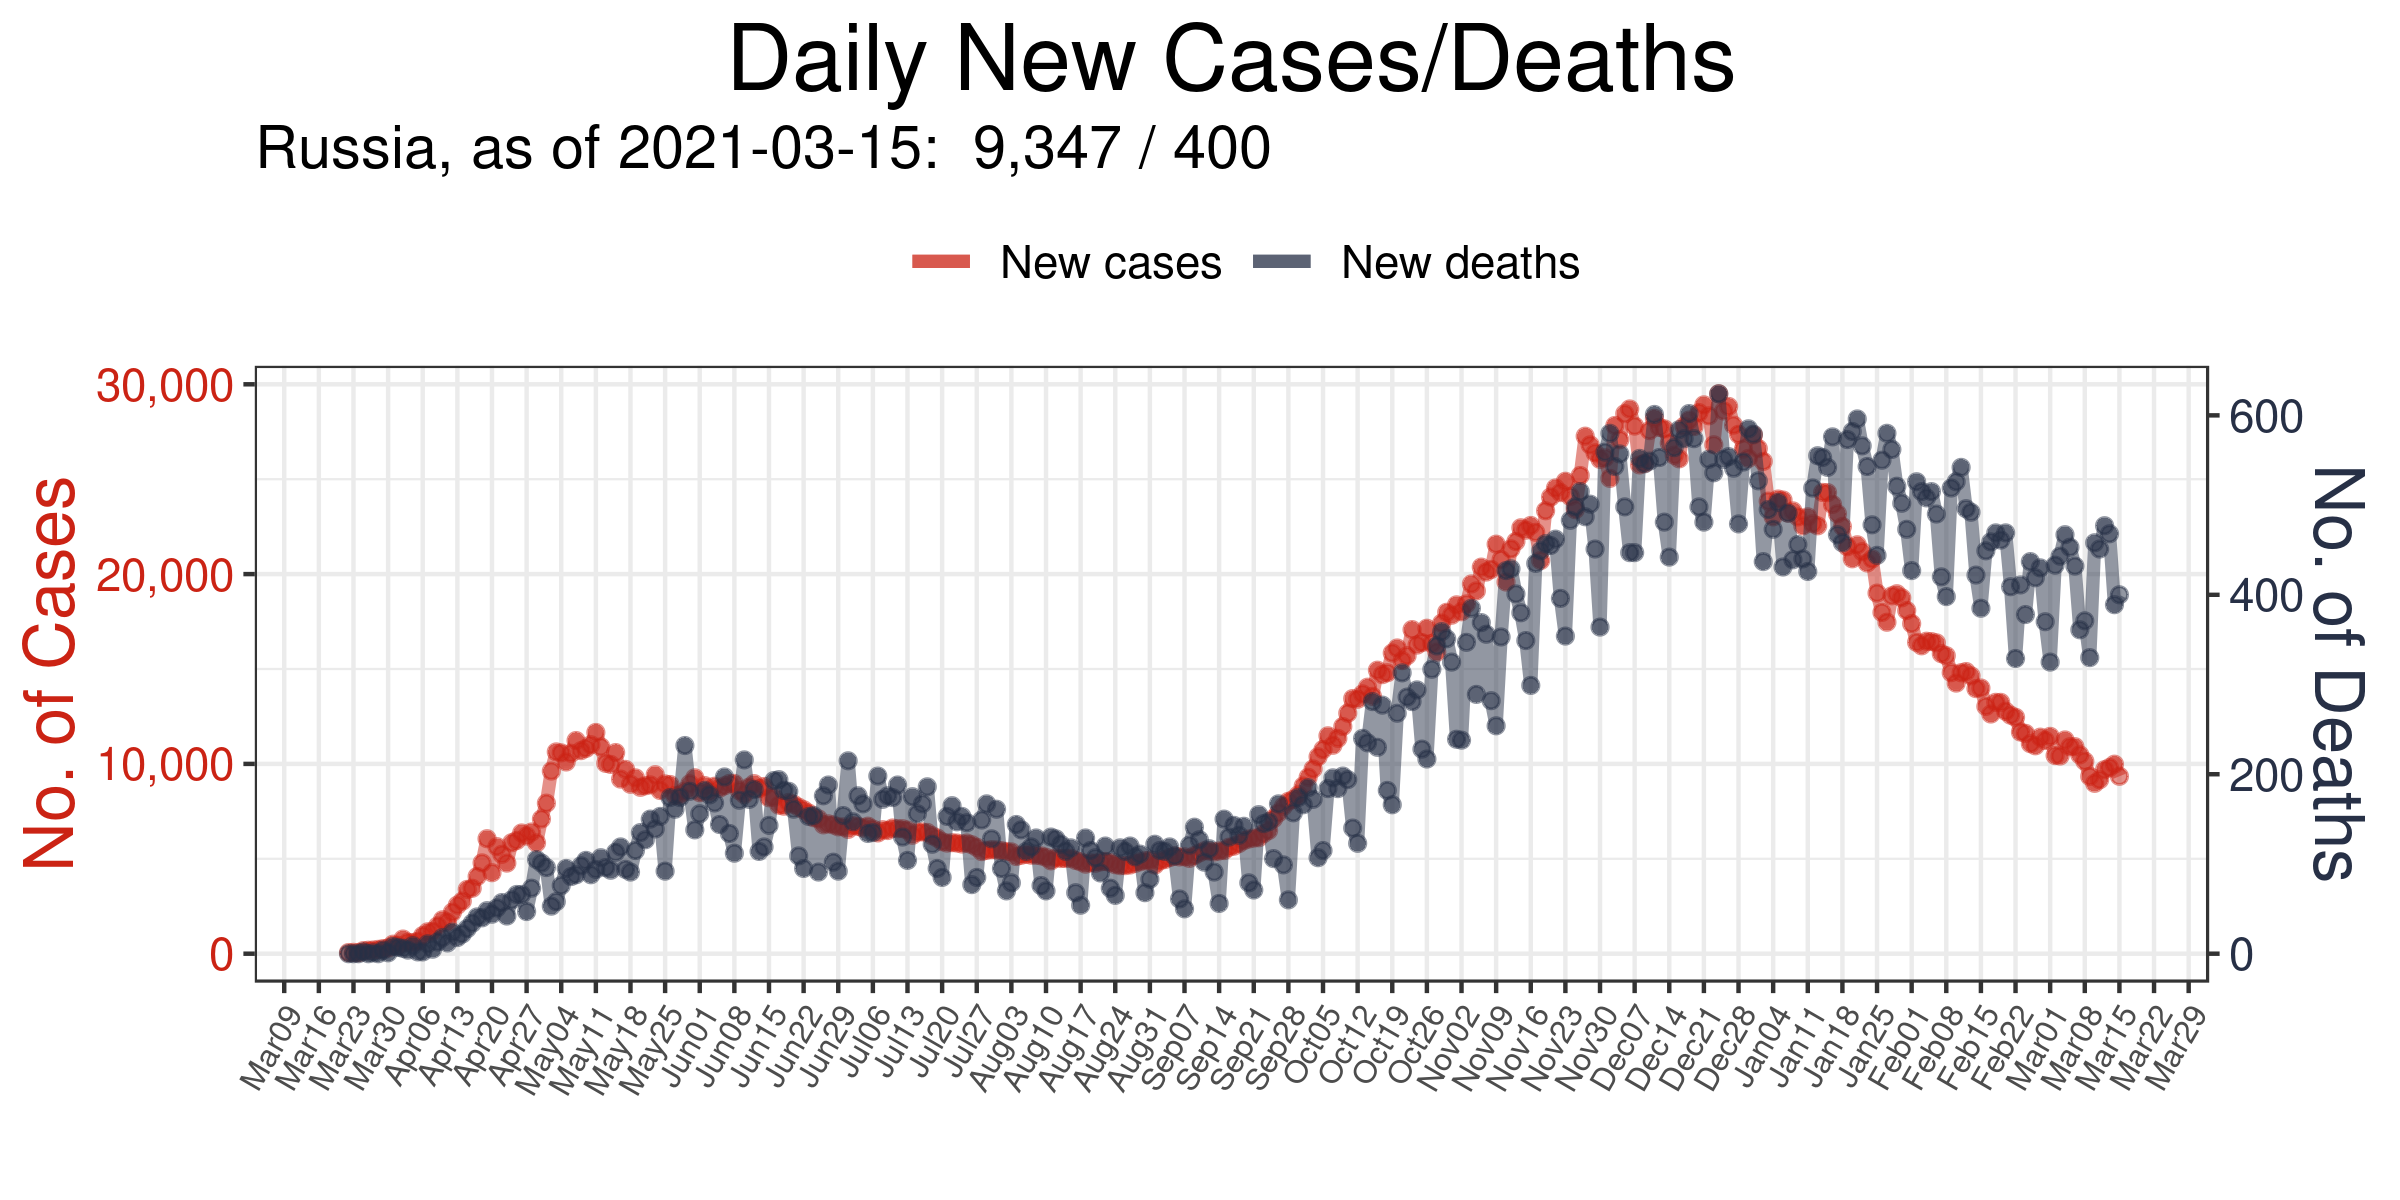 Daily New Cases/Deaths
Russia, as of 2021-03-15:  9,347 / 400
New cases
New deaths
No. of Cases
30,000
20,000
10,000
0
600
400
200
0
No. of Deaths
Mar09
Mar16
Mar23
Mar30
Apr06
Apr13
Apr20
Apr27
May04
May11
May18
May25
Jun01
Jun08
Jun15
Jun22
Jun29
Jul06
Jul13
Jul20
Jul27
Aug03
Aug10
Aug17
Aug24
Aug31
Sep07
Sep14
Sep21
Sep28
Oct05
Oct12
Oct19
Oct26
Nov02
Nov09
Nov16
Nov23
Nov30
Dec07
Dec14
Dec21
Dec28
Jan04
Jan11
Jan18
Jan25
Feb01
Feb08
Feb15
Feb22
Mar01
Mar08
Mar15
Mar22
Mar29